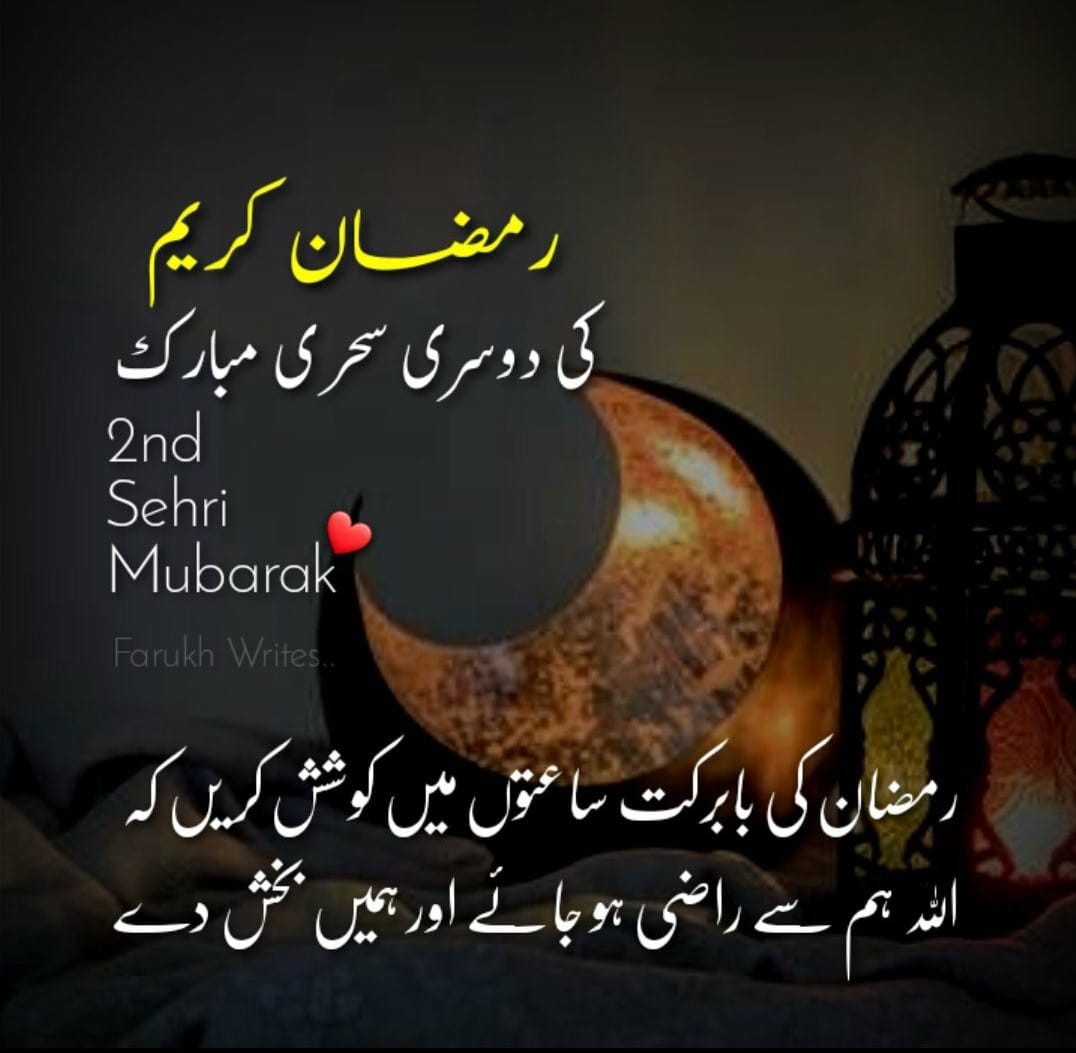 رمضان کریم
کی دوسری سحری مبارک
2nd
Sehri
Mubarak❤️
Farukh Writes..
رمضان کی بابرکت ساعتوں میں کوشش کریں کہ
اللہ ہم سے راضی ہو جائے اور ہمیں بخش دے